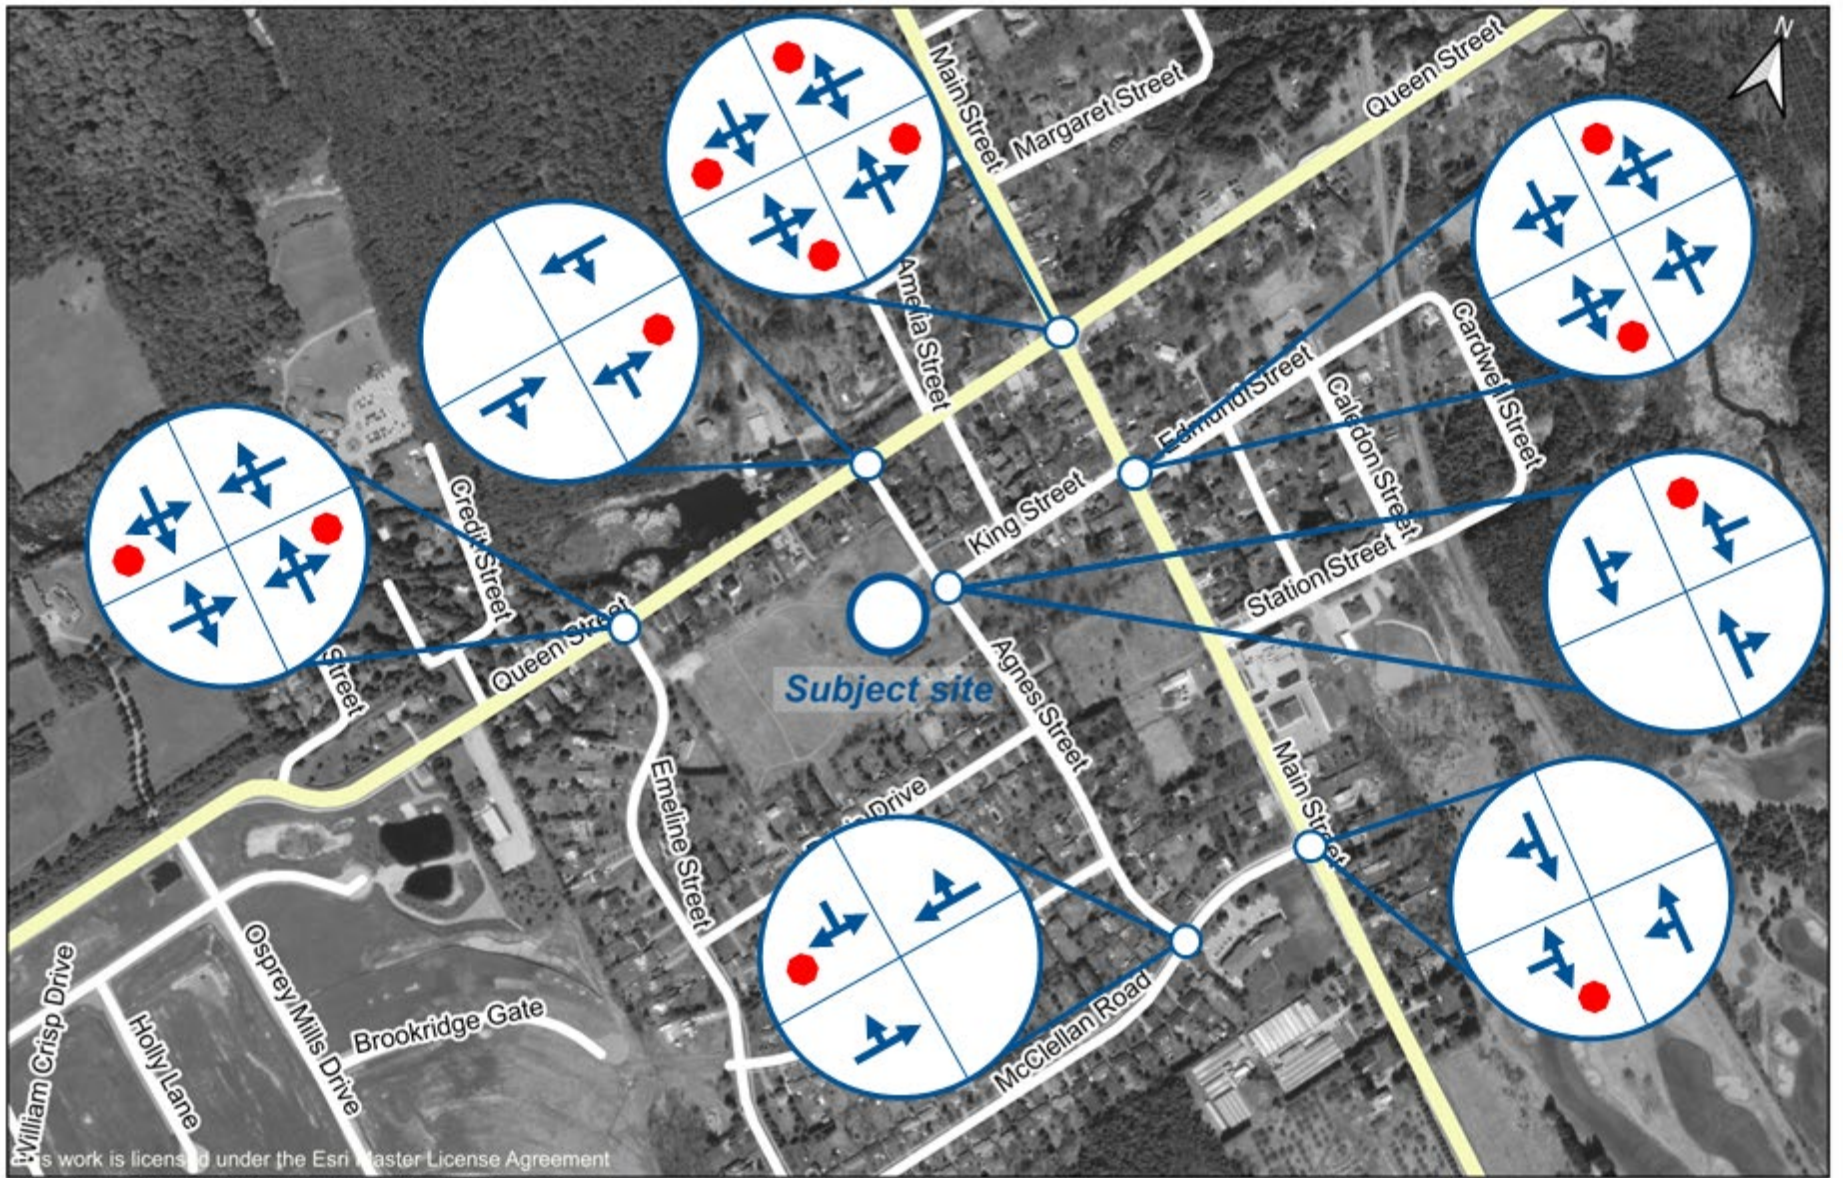 N
Main Street
Queen Street
Margaret Street
Amelia Street
Cardwell Street
Edmund Street
Caledon Street
Credit Street
King Street
Station Street
Queen Street
Street
Subject site
Agnes Street
Main Street
Emeline Street
Drive
Osprey Mills Drive
William Crisp Drive
Holly Lane
Brookridge Gate
McClellan Road
work is licensed under the Esri Master License Agreement